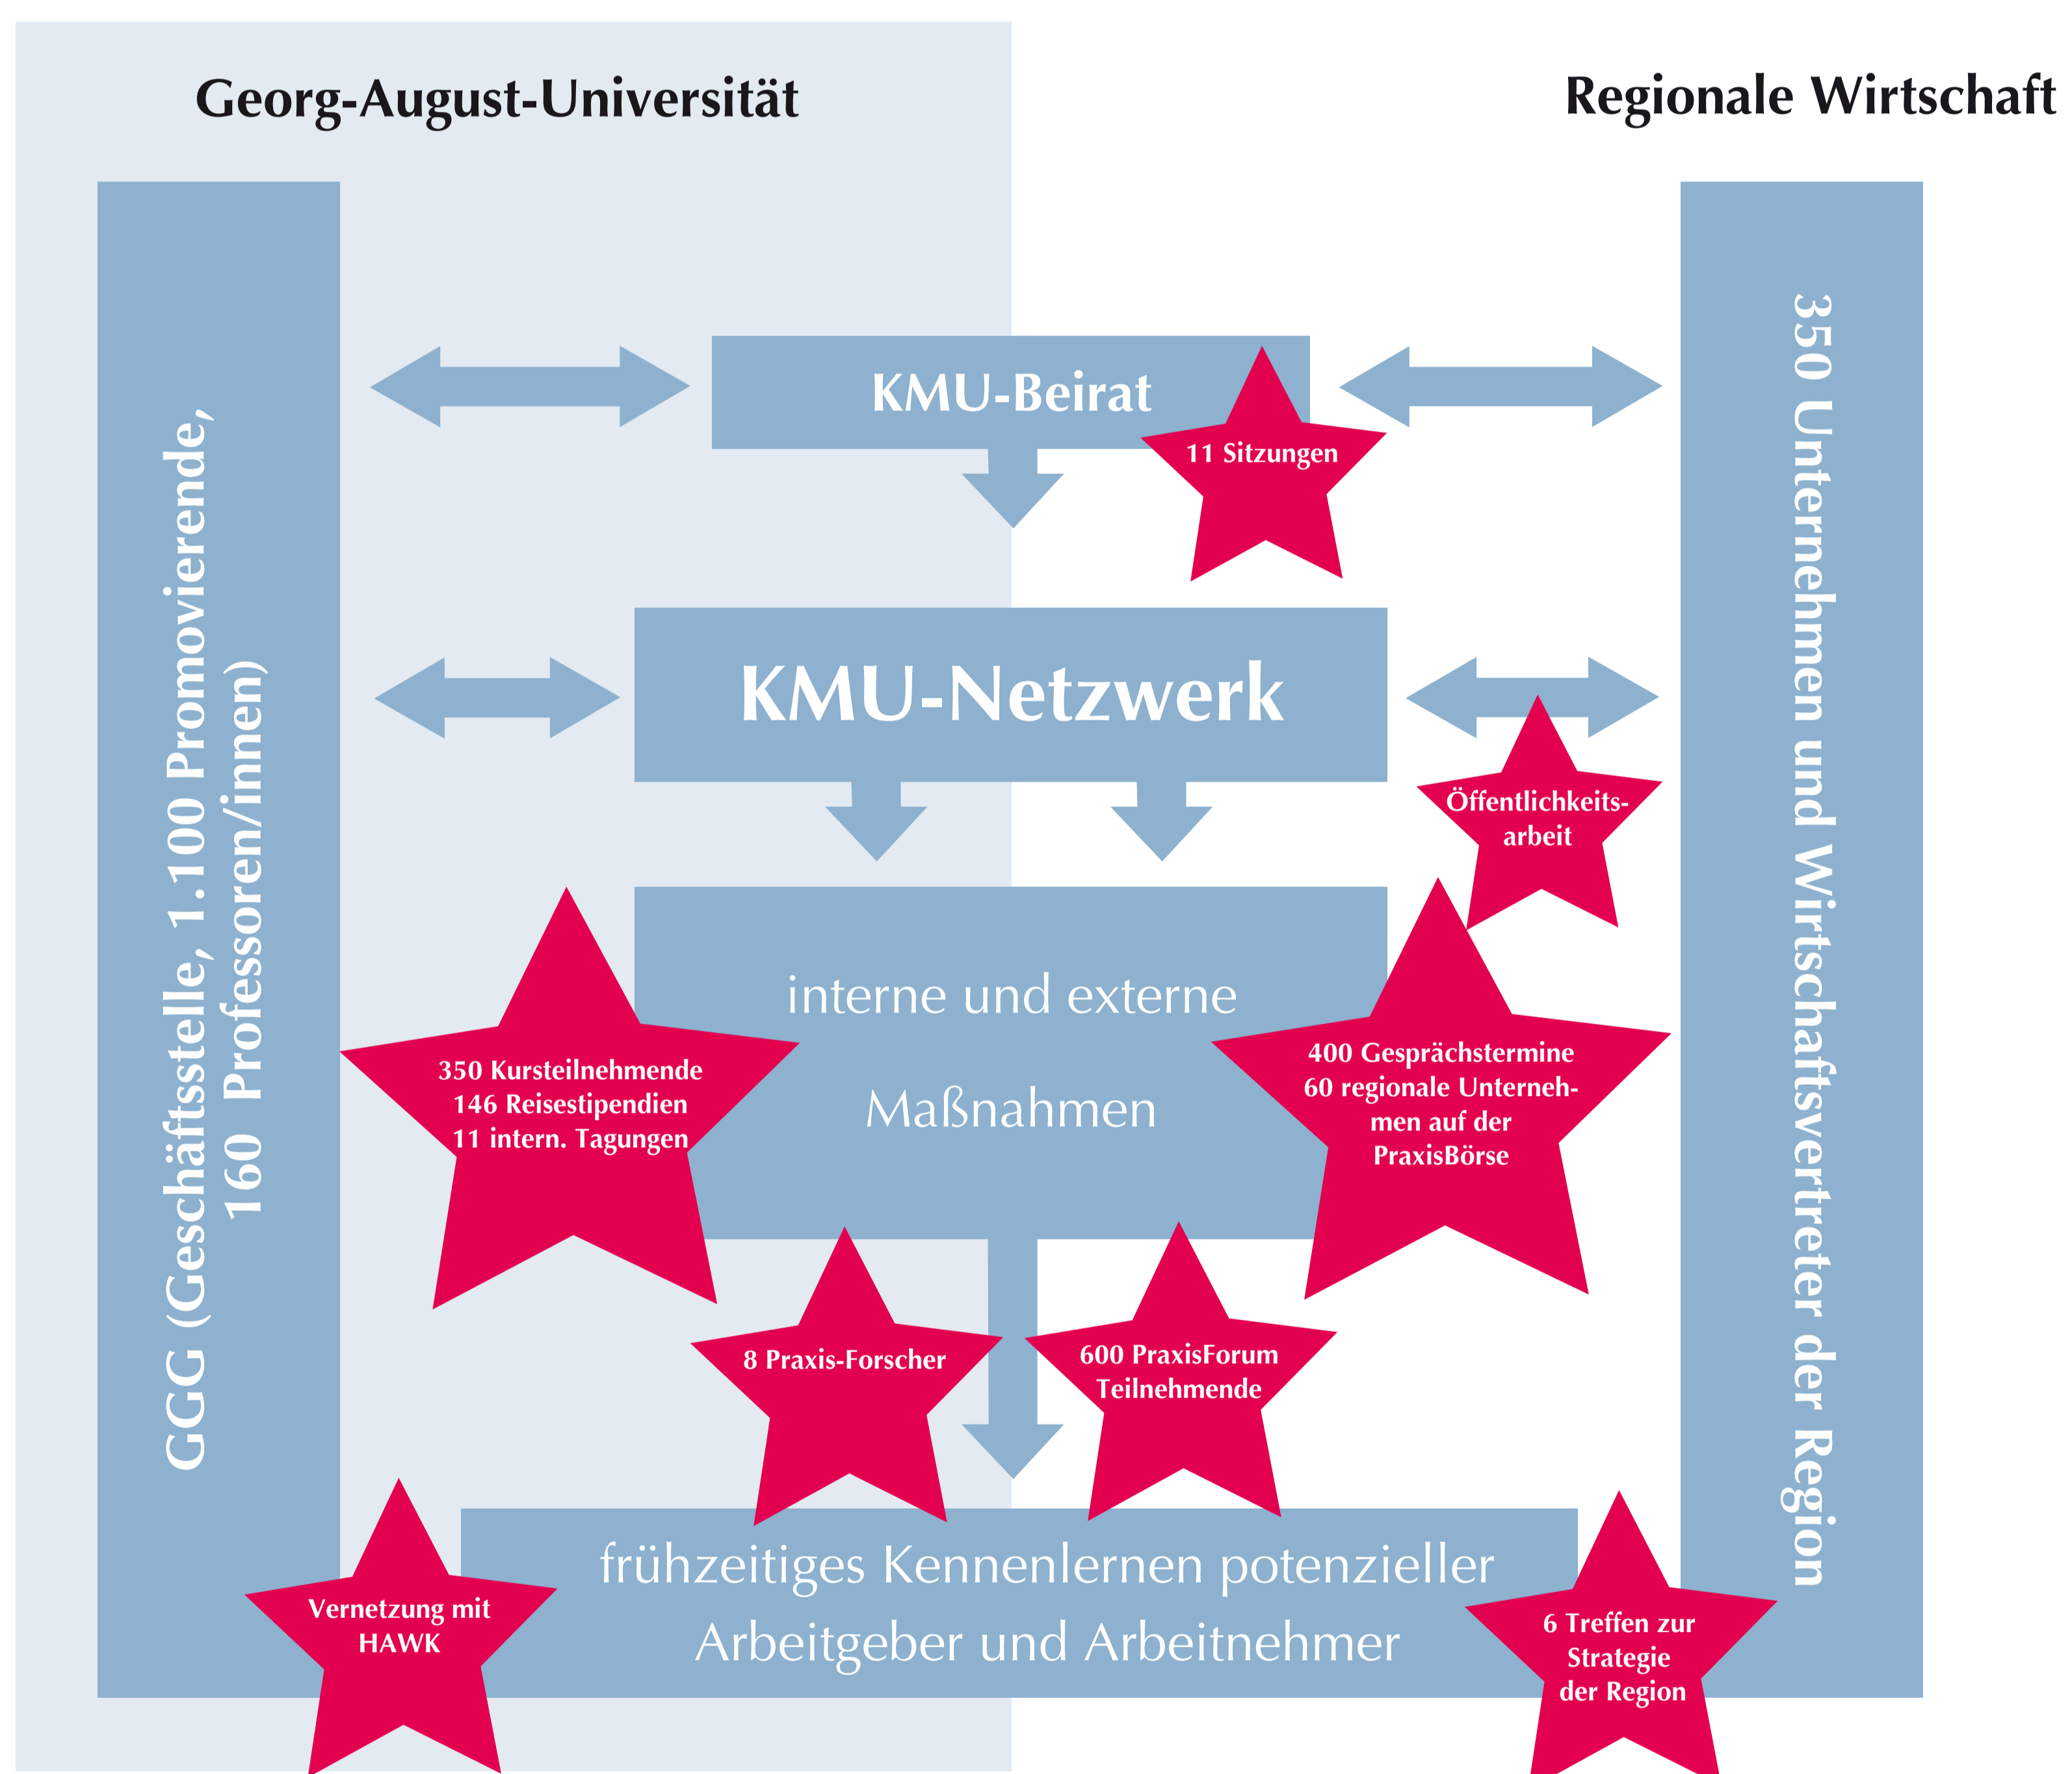 Georg-August-Universität
Regionale Wirtschaft
GGG (Geschäftsstelle, 1.100 Promovierende,
160 Professoren/innen)
KMU-Beirat
11 Sitzungen
KMU-Netzwerk
Öffentlichkeits-
arbeit
interne und externe
Maßnahmen
350 Kursteilnehmende
146 Reisestipendien
11 intern. Tagungen
400 Gesprächstermine
60 regionale Unterneh-
men auf der
PraxisBörse
8 Praxis-Forscher
600 PraxisForum
Teilnehmende
frühzeitiges Kennenlernen potenzieller
Arbeitgeber und Arbeitnehmer
Vernetzung mit
HAWK
6 Treffen zur
Strategie
der Region
350 Unternehmen und Wirtschaftsvertreter der Region